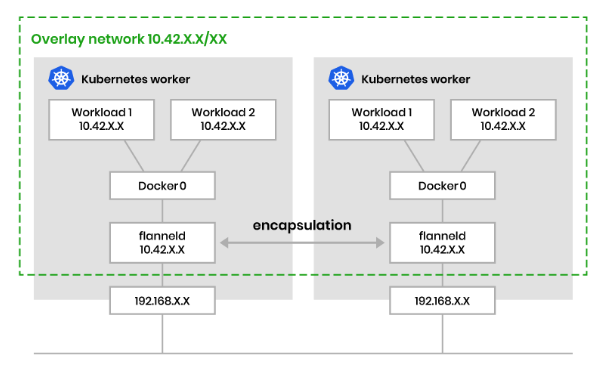 Overlay network 10.42.X.X/XX
Kubernetes worker
Workload 1
10.42.X.X
Workload 2
10.42.X.X
Docker0
flanneld
10.42.X.X
192.168.X.X
encapsulation
Kubernetes worker
Workload 1
10.42.X.X
Workload 2
10.42.X.X
Docker0
flanneld
10.42.X.X
192.168.X.X